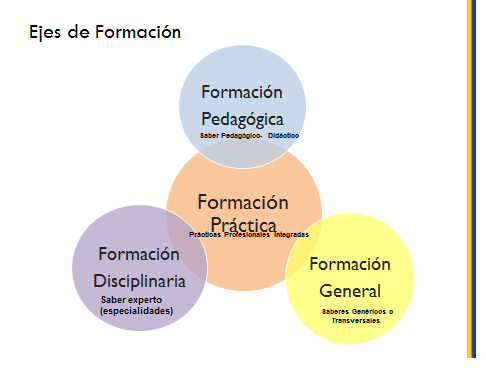 Ejes de Formación
Formación
Pedagógica
Saber Pedagógico- Didáctico
Formación
Práctica
Prácticas Profesionales Integradas
Formación
Disciplinaria
Saber experto
(especialidades)
Formación
General
Saberes Genéricos o
Transversales